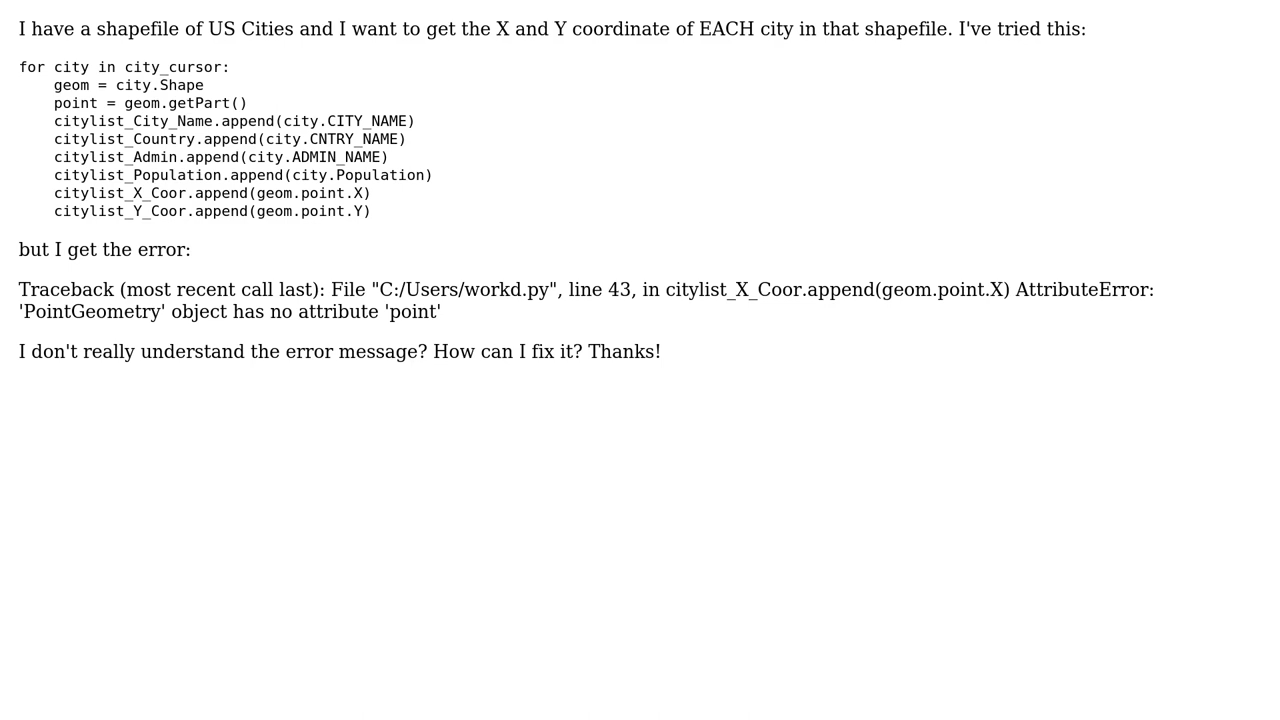 I have a shapefile of US Cities and I want to get the X and Y coordinate of EACH city in that shapefile. I've tried this:
for city in city_cursor:
    geom = city.Shape
    point = geom.getPart()
    citylist_City_Name.append(city.CITY_NAME)
    citylist_Country.append(city.CNTRY_NAME)
    citylist_Admin.append(city.ADMIN_NAME)
    citylist_Population.append(city.Population)
    citylist_X_Coor.append(geom.point.X)
    citylist_Y_Coor.append(geom.point.Y)
but I get the error:
Traceback (most recent call last): File "C:/Users/workd.py", line 43, in citylist_X_Coor.append(geom.point.X) AttributeError:
'PointGeometry' object has no attribute 'point'
I don't really understand the error message? How can I fix it? Thanks!